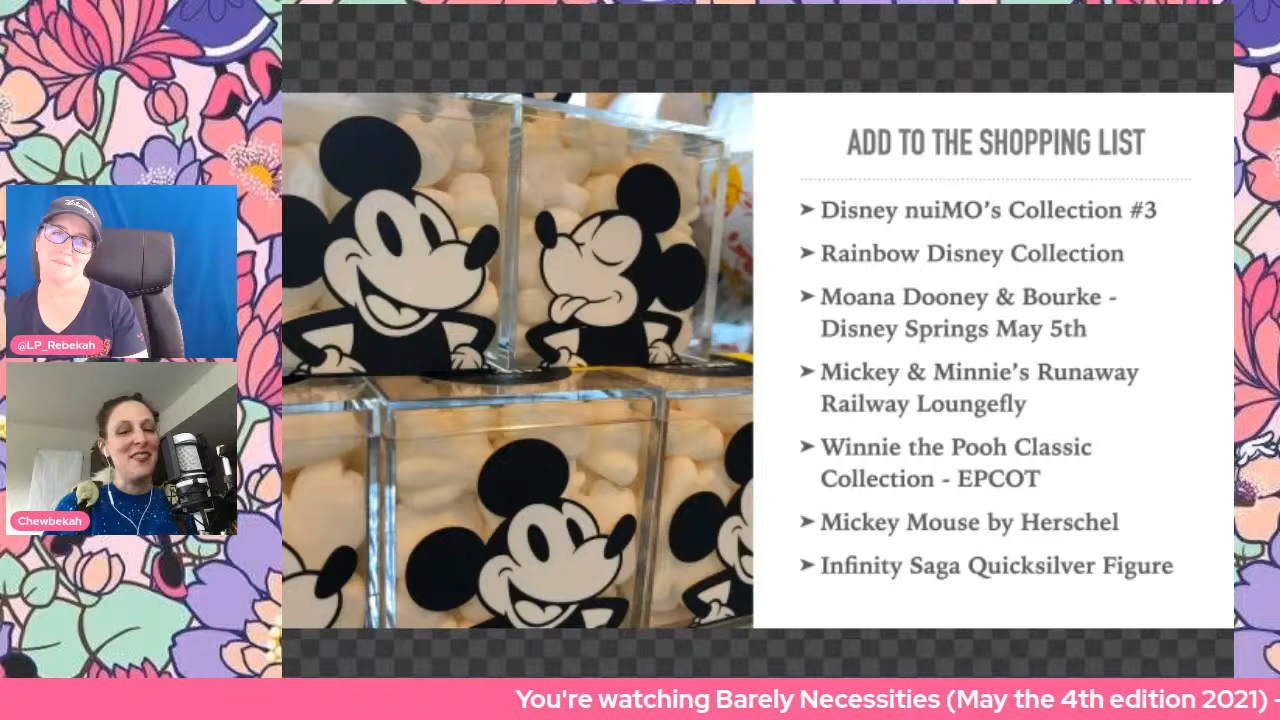 ADD TO THE SHOPPING LIST
➤ Disney nuiMO's Collection #3
➤ Rainbow Disney Collection
➤ Moana Dooney & Bourke -
Disney Springs May 5th
➤ Mickey & Minnie's Runaway
Railway Loungefly
➤ Winnie the Pooh Classic
Collection - EPCOT
➤ Mickey Mouse by Herschel
➤ Infinity Saga Quicksilver Figure
@LP_Rebekah
Chewbekah
You're watching Barely Necessities (May the 4th edition 2021) -